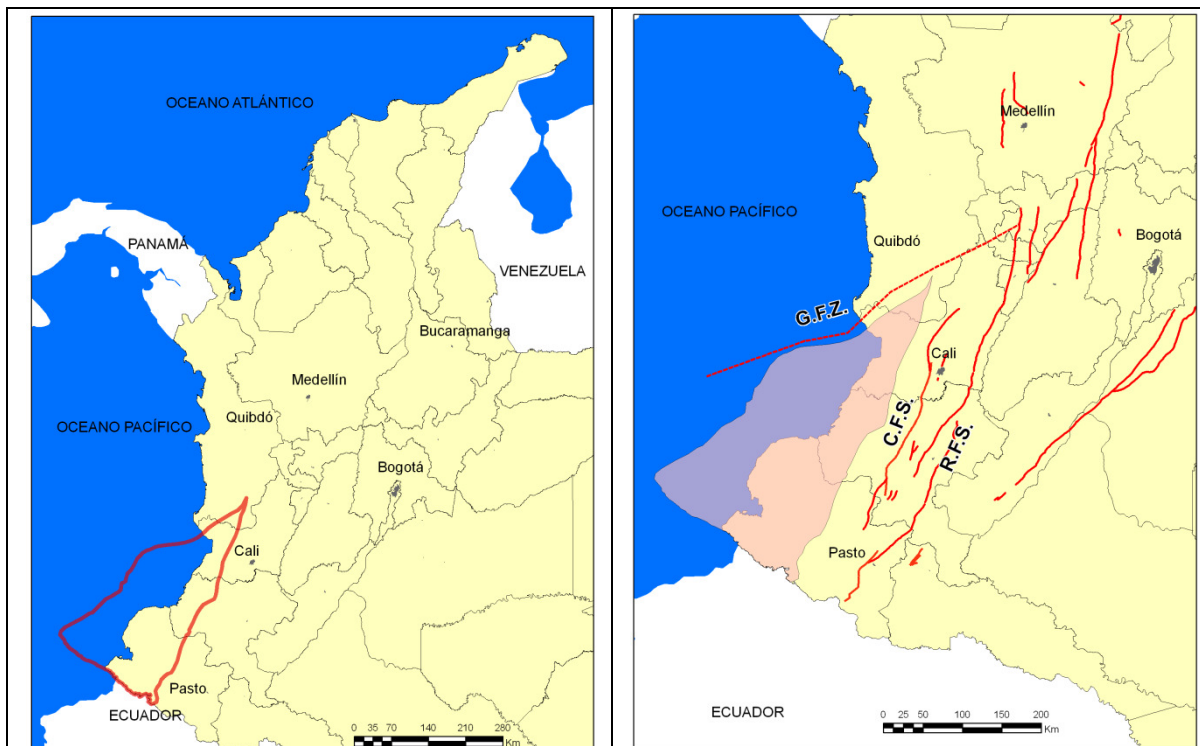 OCEANO ATLÁNTICO
PANAMÁ
VENEZUELA
Bucaramanga
Medellín
Quibdó
OCEANO PACÍFICO
Bogotá
Cali
Pasto
ECUADOR
0 35 70 140 210 280
Km
Medellín
OCEANO PACÍFICO
Quibdó
Bogotá
G.F.Z.
Cali
C.F.S.
R.F.S.
Pasto
ECUADOR
0 25 50 100 150 200
Km